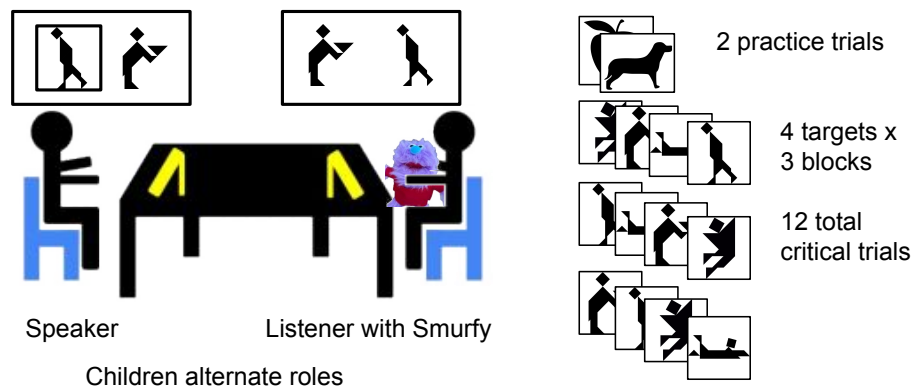 2 practice trials
4 targets x
3 blocks
12 total
critical trials
Speaker
Listener with Smurfy
Children alternate roles